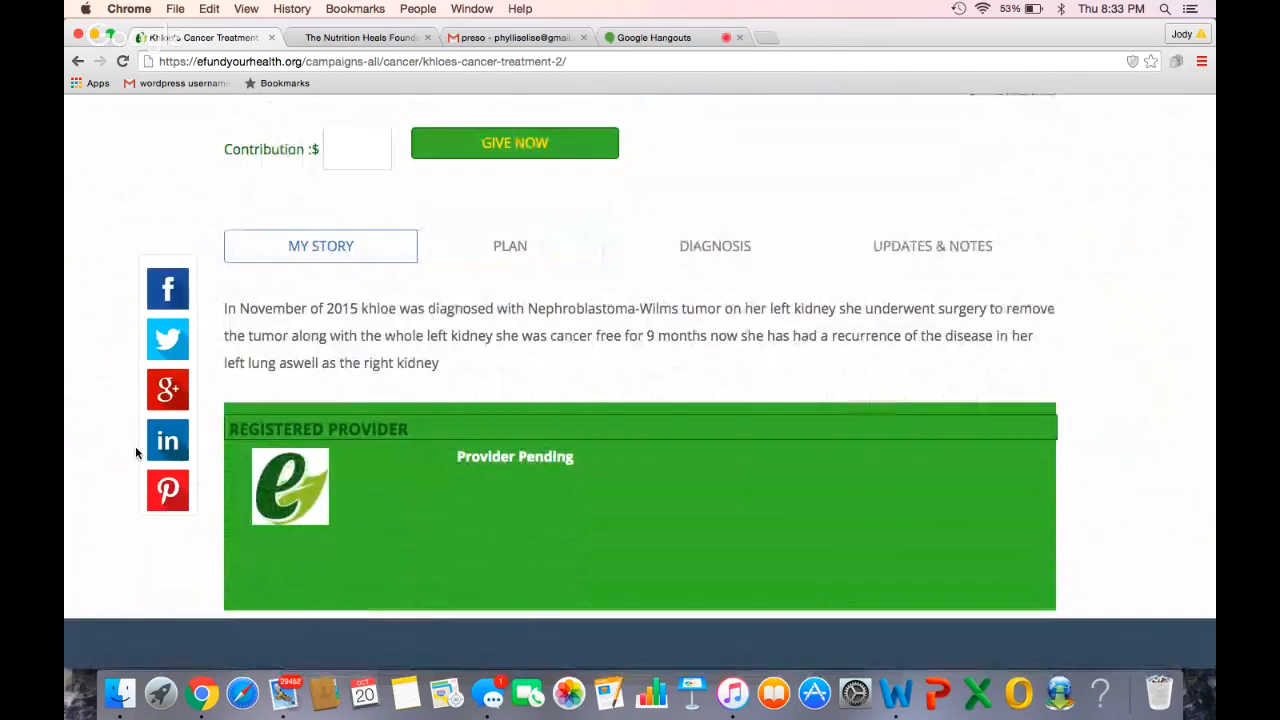 Chrome File Edit View History Bookmarks People Window Help 53% Thu 8:33 PM
Khloe's Cancer Treatment The Nutrition Heals Found preso - phylliselise@gmail. Google Hangouts Jody
https://efundyourhealth.org/campaigns-all/cancer/khloes-cancer-treatment-2/
Apps wordpress usernam Bookmarks
Contribution :$ GIVE NOW
MY STORY PLAN DIAGNOSIS UPDATES & NOTES
In November of 2015 khloe was diagnosed with Nephroblastoma-Wilms tumor on her left kidney she underwent surgery to remove
the tumor along with the whole left kidney she was cancer free for 9 months now she has had a recurrence of the disease in her
left lung aswell as the right kidney
f
g+
in
REGISTERED PROVIDER
Provider Pending
e
29452 OCT 20 1 W P X O ?